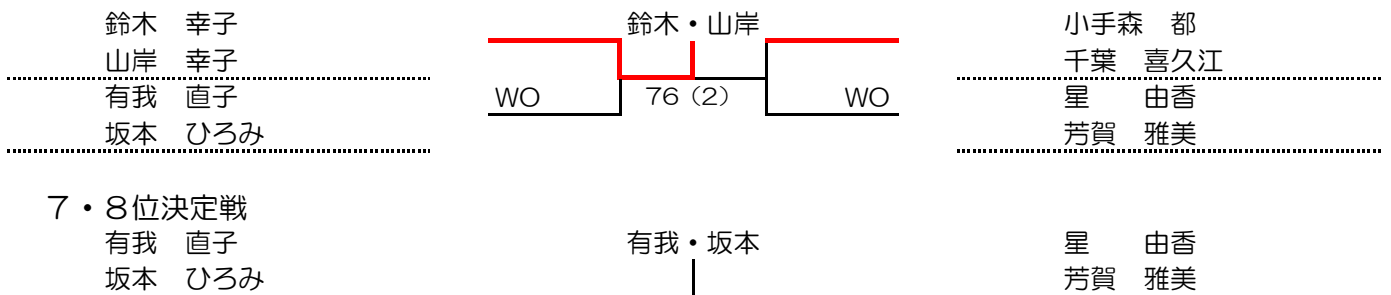 鈴木　幸子 鈴木・山岸 小手森　都
山岸　幸子 千葉　喜久江
有我　直子 WO 76（2） WO 星　　由香
坂本　ひろみ 芳賀　雅美
７・８位決定戦
有我　直子 有我・坂本 星　　由香
坂本　ひろみ 芳賀　雅美